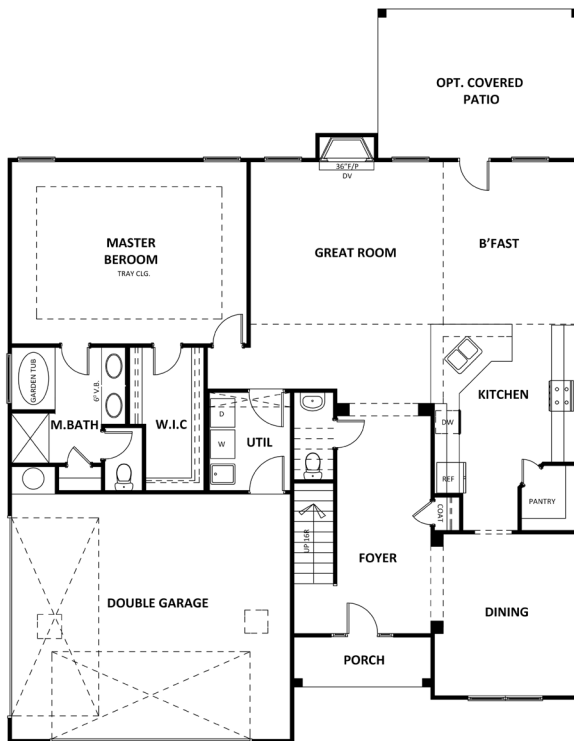 OPT. COVERED
PATIO
36"F/P
DV
MASTER
BEROOM
TRAY CLG.
GREAT ROOM
B'FAST
GARDEN TUB
6⁰ V.B.
M.BATH
W.I.C
D
W
UTIL
KITCHEN
DW
REF
PANTRY
COAT
UP 16R
FOYER
DOUBLE GARAGE
DINING
PORCH